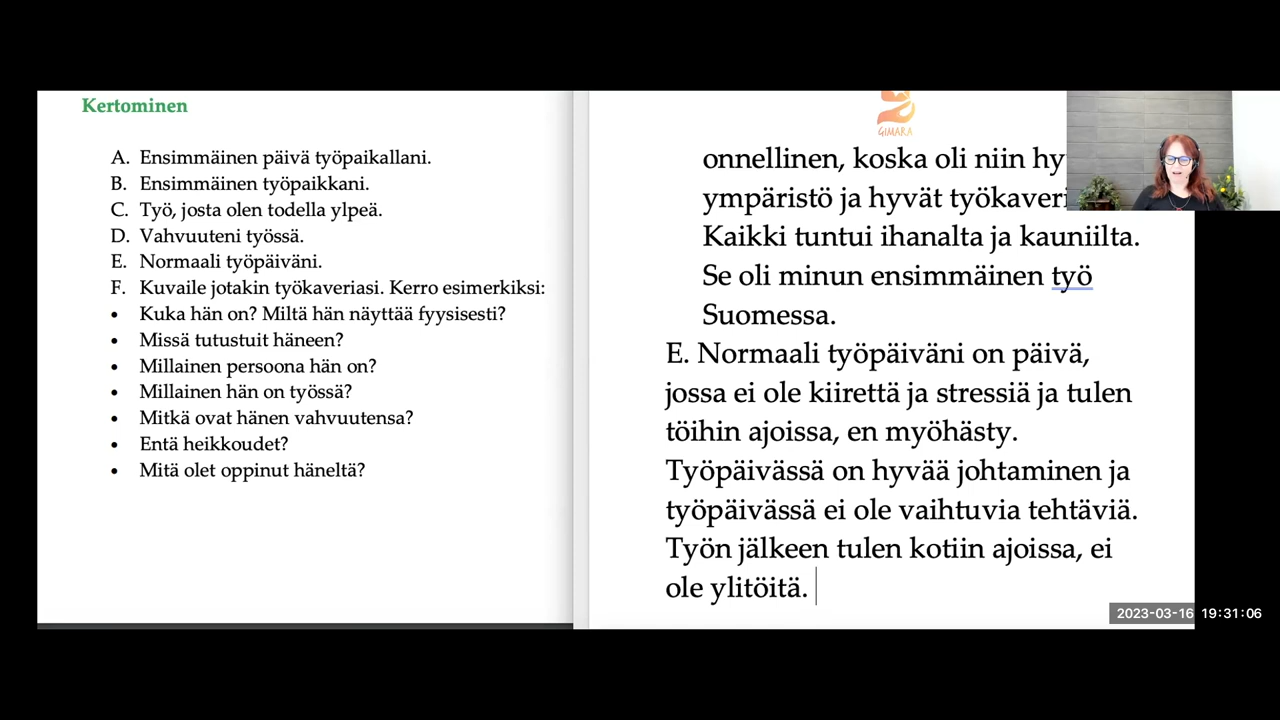 Kertominen
A. Ensimmäinen päivä työpaikallani.
B. Ensimmäinen työpaikkani.
C. Työ, josta olen todella ylpeä.
D. Vahvuuteni työssä.
E. Normaali työpäiväni.
F. Kuvaile jotakin työkaveriasi. Kerro esimerkiksi:
• Kuka hän on? Miltä hän näyttää fyysisesti?
• Missä tutustuit häneen?
• Millainen persoona hän on?
• Millainen hän on työssä?
• Mitkä ovat hänen vahvuutensa?
• Entä heikkoudet?
• Mitä olet oppinut häneltä?
GIMARA
onnellinen, koska oli niin
ympäristö ja hyvät
Kaikki tuntui ihanalta ja kauniilta.
Se oli minun ensimmäinen työ
Suomessa.
E. Normaali työpäiväni on päivä,
jossa ei ole kiirettä ja stressiä ja tulen
töihin ajoissa, en myöhästy.
Työpäivässä on hyvää johtaminen ja
työpäivässä ei ole vaihtuvia tehtäviä.
Työn jälkeen tulen kotiin ajoissa, ei
ole ylitöitä.
2023-03-16 19:31:06